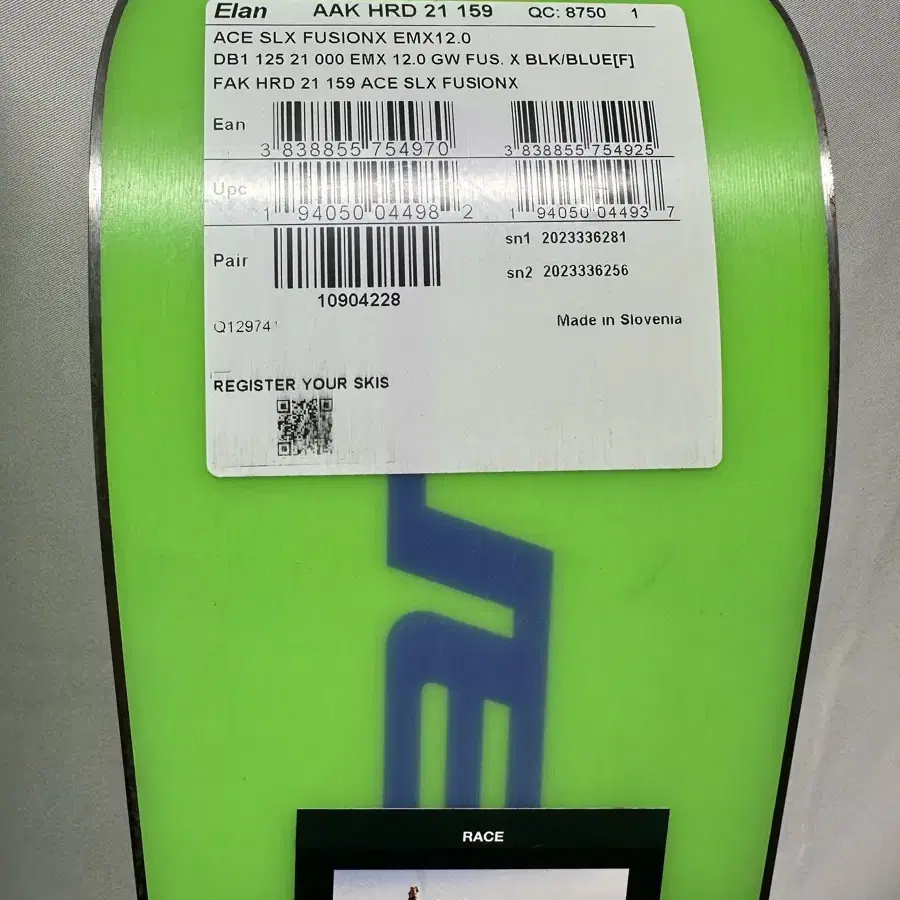 Elan AAK HRD 21 159 QC: 8750 1
ACE SLX FUSIONX EMX12.0
DB1 125 21 000 EMX 12.0 GW FUS. X BLK/BLUE[F]
FAK HRD 21 159 ACE SLX FUSIONX
Ean
3 838855 754970 3 838855 754925
Upc
1 94050 04498 2 1 94050 04493 7
sn1 2023336281
Pair
sn2 2023336256
10904228
Q12974
Made in Slovenia
REGISTER YOUR SKIS
RACE